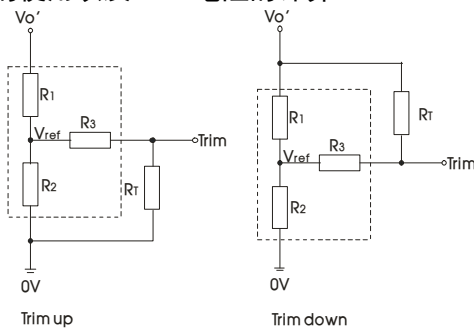 Vo'
Vo'
R1
R1
RT
Vref
R3
Trim
Vref
R3
Trim
R2
RT
R2
0V
0V
Trim up
Trim down